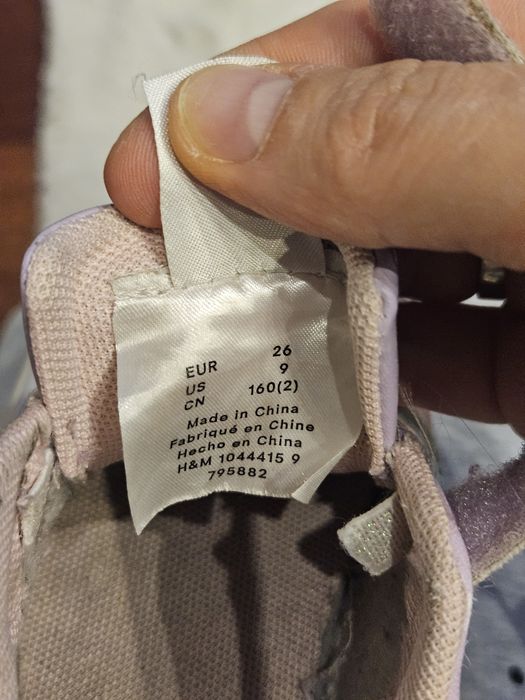 EUR 26
US 9
CN 160(2)
Made in China
Fabriqué en Chine
Hecho en China
H&M 1044415 9
795882